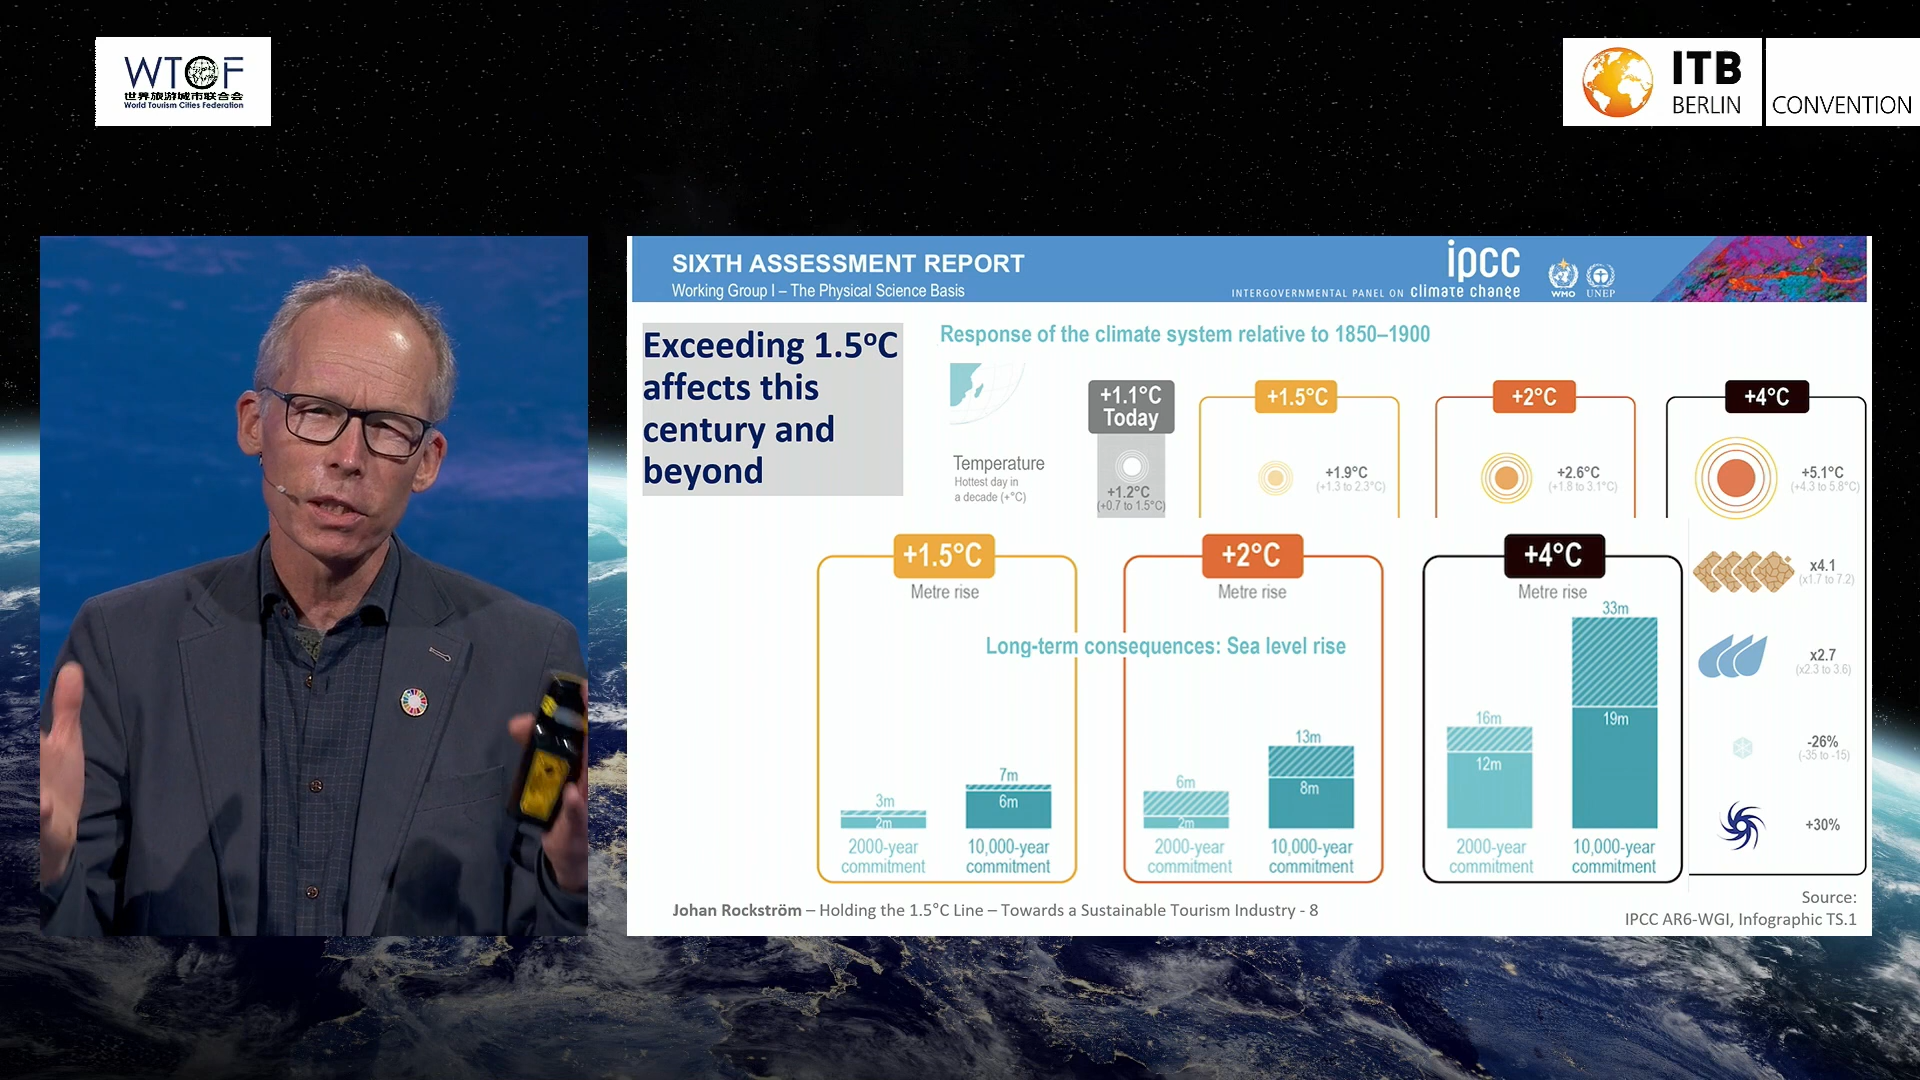 WTCF
世界旅游城市联合会
World Tourism Cities Federation
ITB
BERLIN
CONVENTION
SIXTH ASSESSMENT REPORT
Working Group I – The Physical Science Basis
ipcc
INTERGOVERNMENTAL PANEL ON climate change
WMO
UNEP
Exceeding 1.5°C
affects this
century and
beyond
Response of the climate system relative to 1850–1900
+1.1°C
Today
+1.5°C
+2°C
+4°C
Temperature
Hottest day in
a decade (+°C)
+1.2°C
(+0.7 to 1.5°C)
+1.9°C
(+1.3 to 2.3°C)
+2.6°C
(+1.8 to 3.1°C)
+5.1°C
(+4.3 to 5.8°C)
+1.5°C
Metre rise
+2°C
Metre rise
+4°C
Metre rise
Long-term consequences: Sea level rise
3m
2m
7m
6m
6m
2m
13m
8m
16m
12m
33m
19m
2000-year
commitment
10,000-year
commitment
2000-year
commitment
10,000-year
commitment
2000-year
commitment
10,000-year
commitment
x4.1
(x1.7 to 7.2)
x2.7
(x2.3 to 3.6)
-26%
(-35 to -15)
+30%
Johan Rockström – Holding the 1.5°C Line – Towards a Sustainable Tourism Industry - 8
Source:
IPCC AR6-WGI, Infographic TS.1